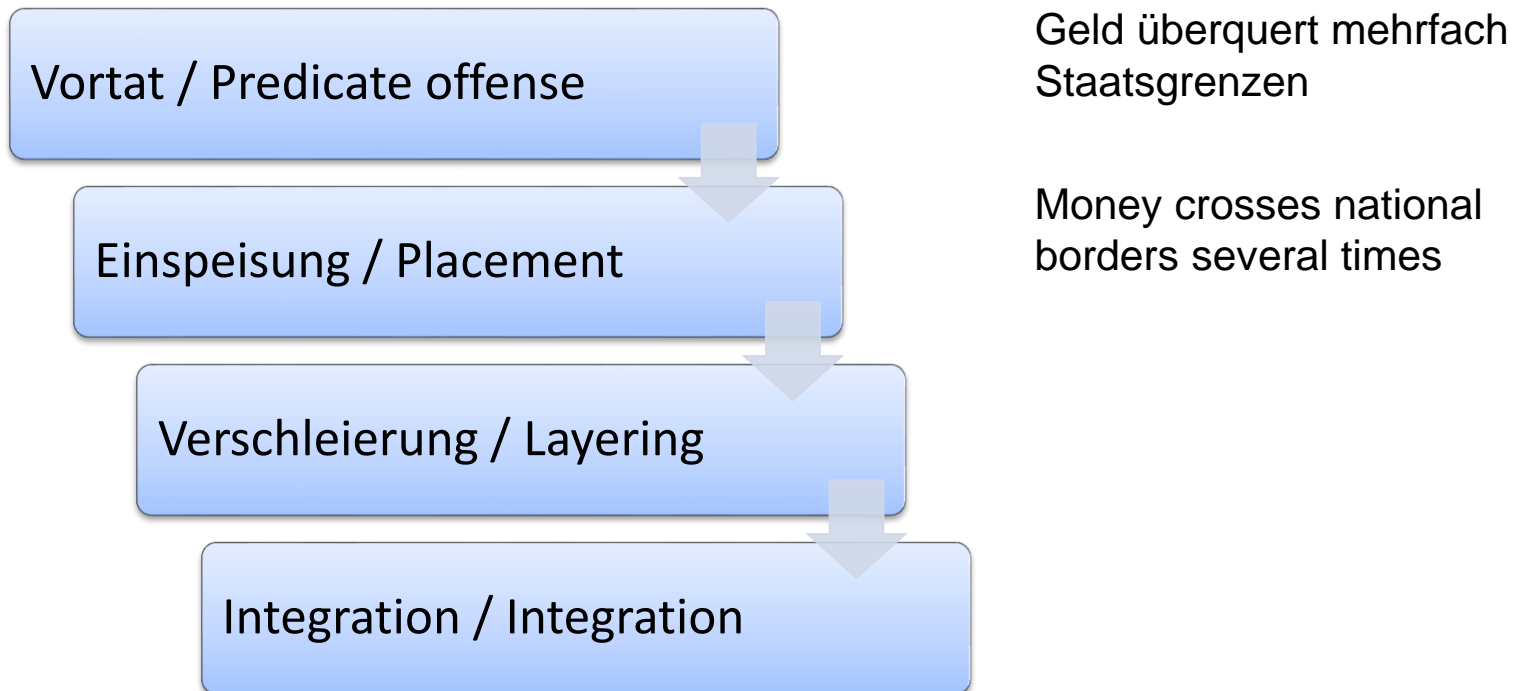 Vortat / Predicate offense
Einspeisung / Placement
Verschleierung / Layering
Integration / Integration
Geld überquert mehrfach
Staatsgrenzen
Money crosses national
borders several times